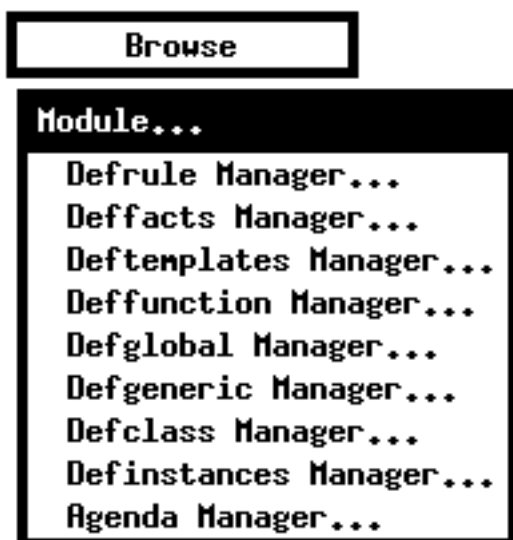 Browse
Module...
Defrule Manager...
Deffacts Manager...
Deftemplates Manager...
Deffunction Manager...
Defglobal Manager...
Defgeneric Manager...
Defclass Manager...
Definstances Manager...
Agenda Manager...